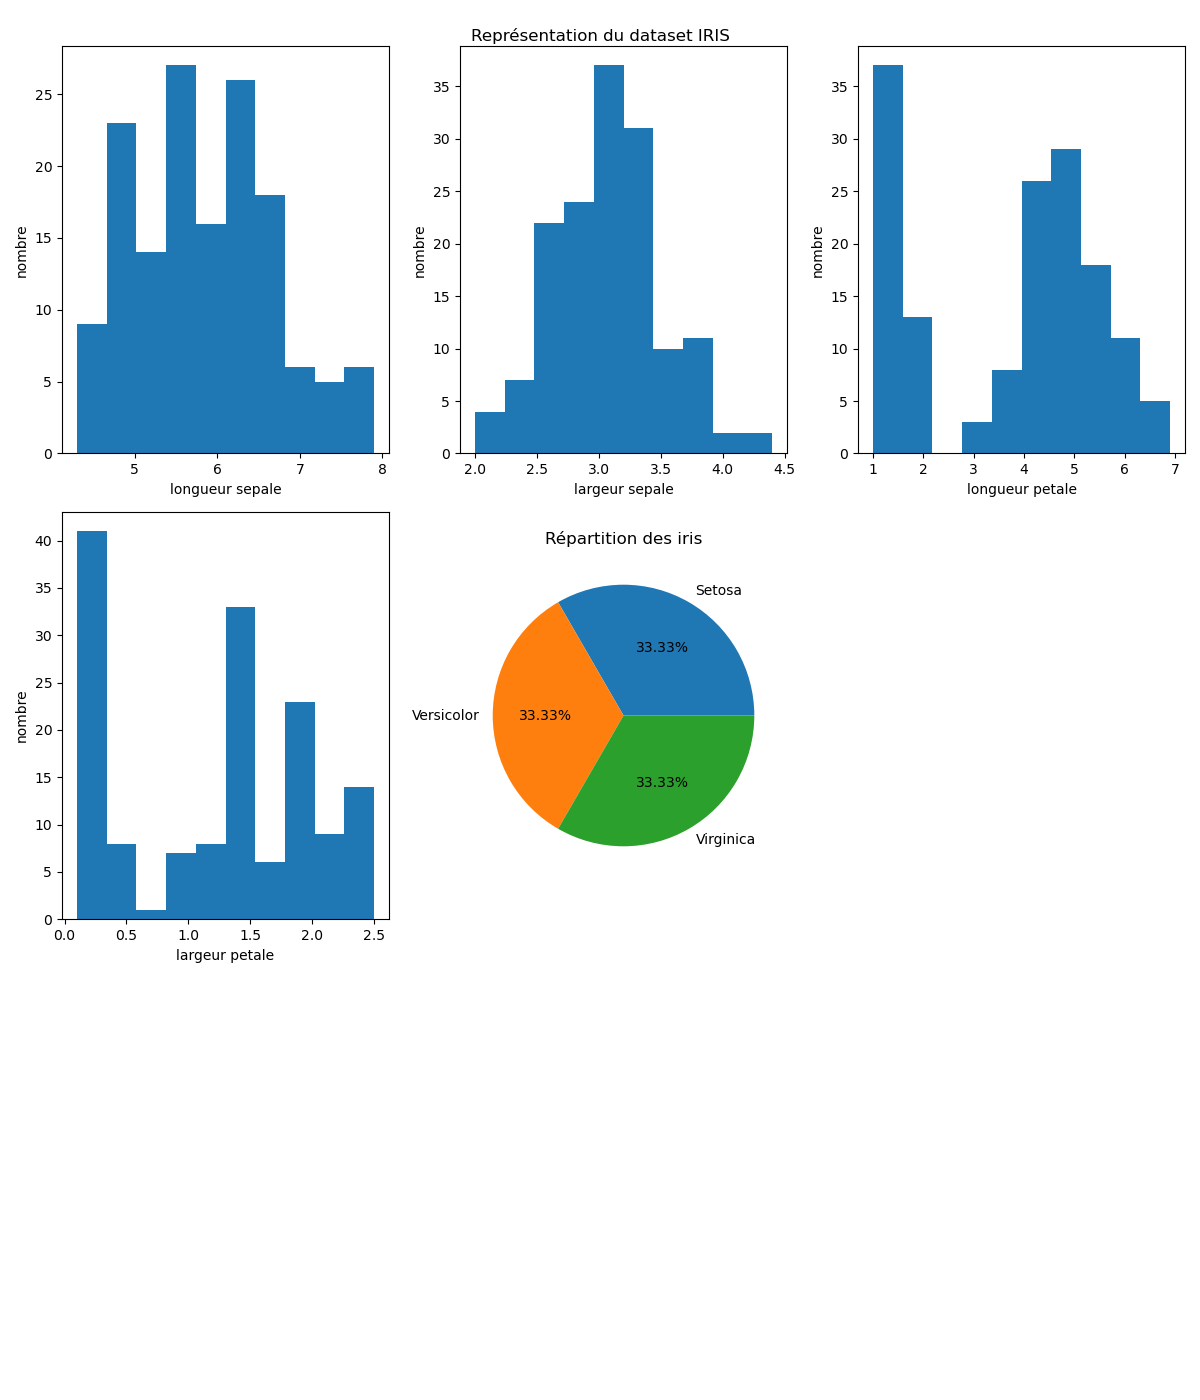 Représentation du dataset IRIS
25
20
15
10
5
0
nombre
5 6 7 8
longueur sepale
35
30
25
20
15
10
5
0
nombre
2.0 2.5 3.0 3.5 4.0 4.5
largeur sepale
35
30
25
20
15
10
5
0
nombre
1 2 3 4 5 6 7
longueur petale
40
35
30
25
20
15
10
5
0
nombre
0.0 0.5 1.0 1.5 2.0 2.5
largeur petale
Répartition des iris
Setosa
33.33%
Versicolor
33.33%
33.33%
Virginica